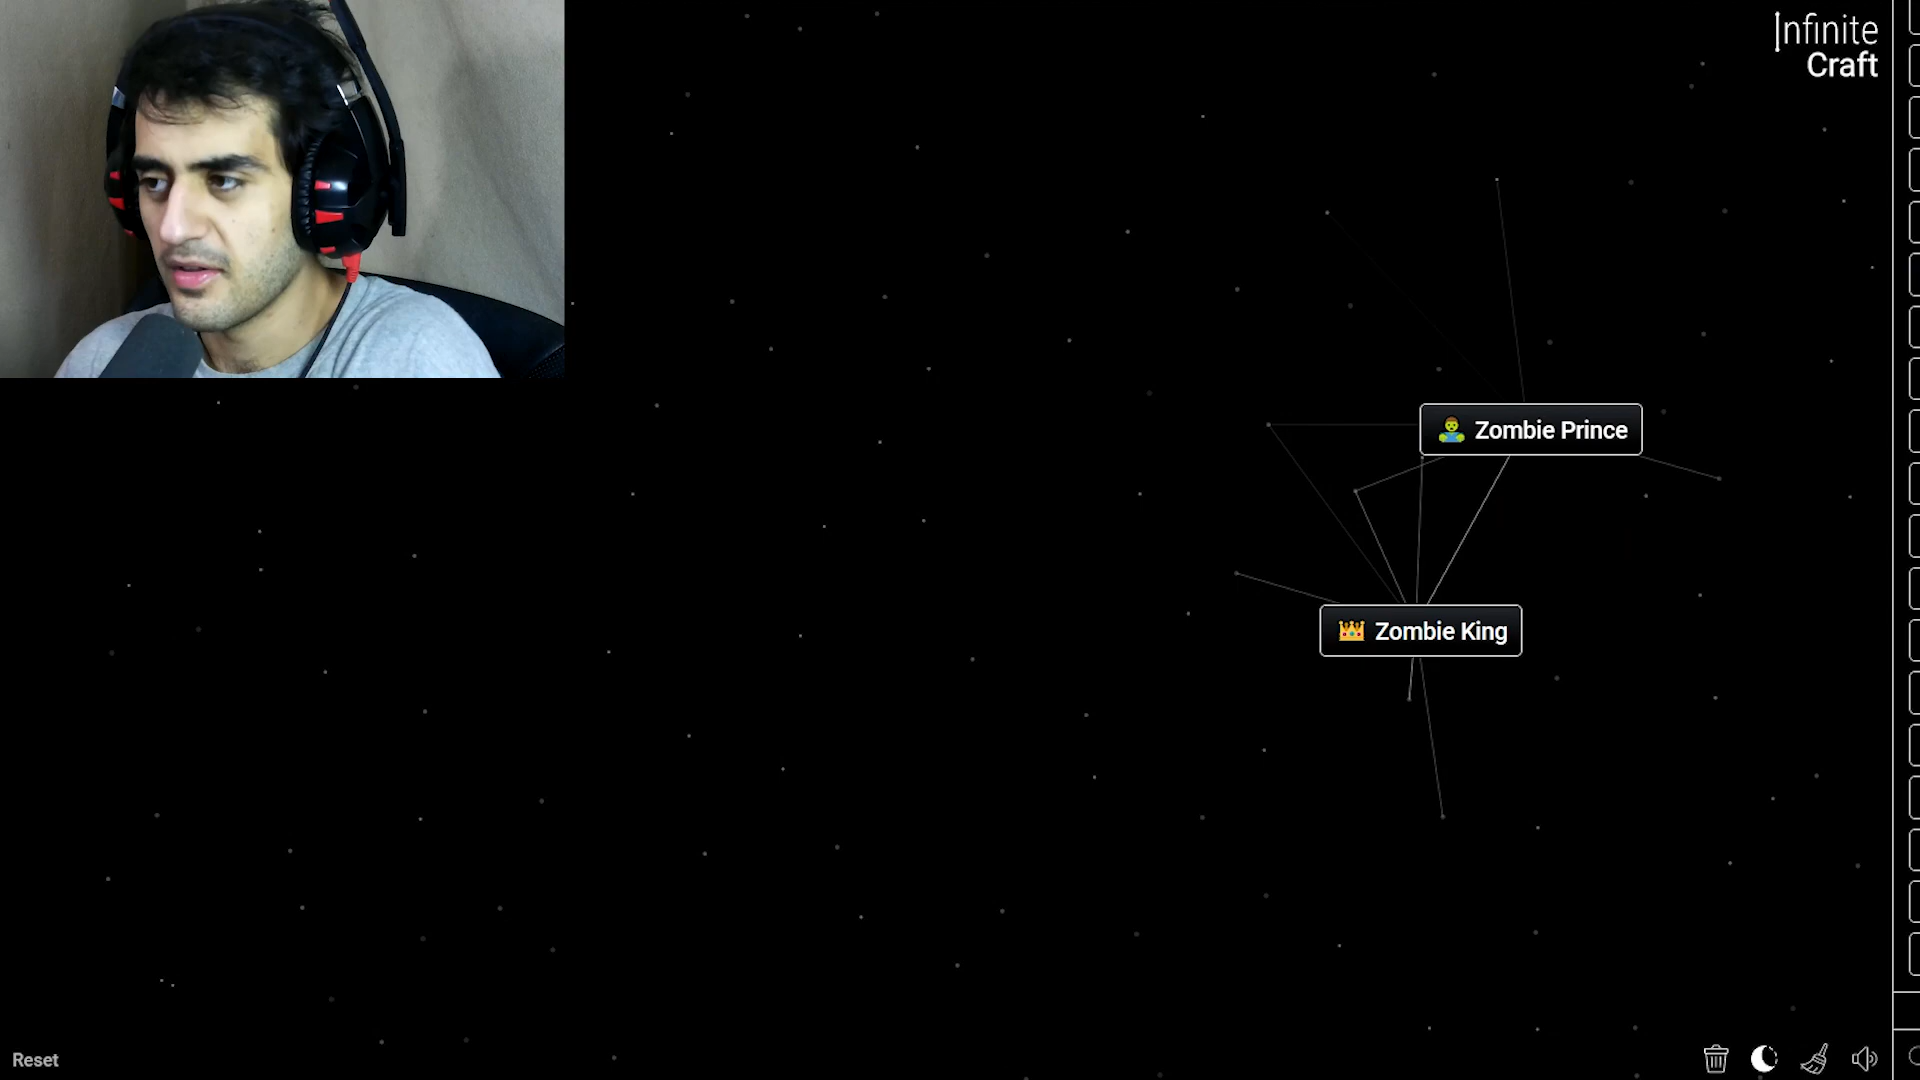 Infinite
Craft
Zombie Prince
Zombie King
Reset